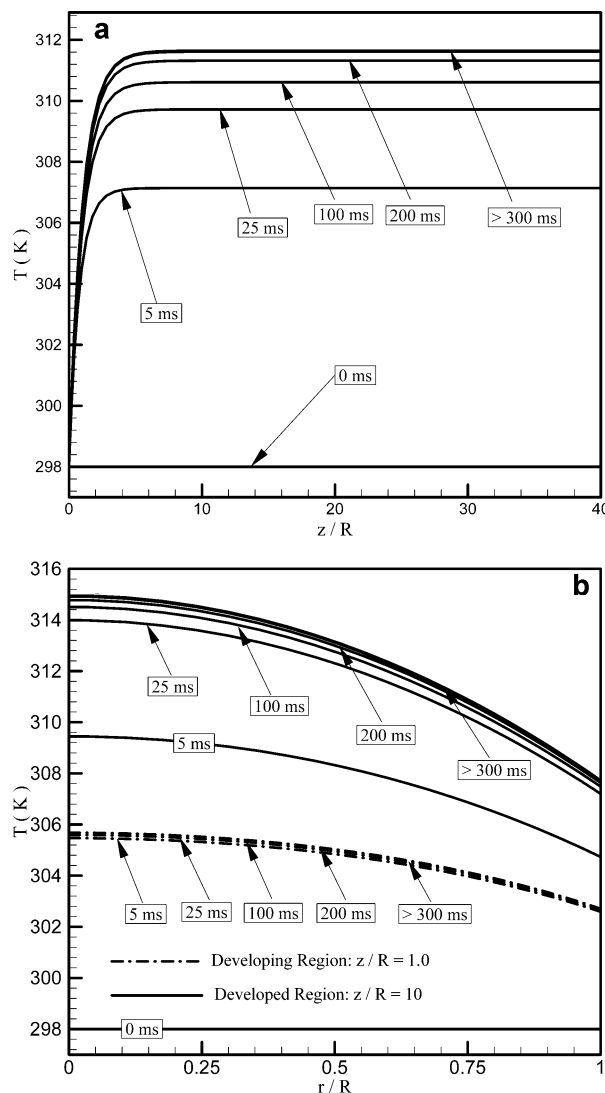 a
312
310
308
306
304
302
300
298
T ( K )
> 300 ms
200 ms
100 ms
25 ms
5 ms
0 ms
0
10
20
30
40
z / R
b
316
314
312
310
308
306
304
302
300
298
T ( K )
25 ms
100 ms
200 ms
> 300 ms
5 ms
5 ms
25 ms
100 ms
200 ms
> 300 ms
Developing Region: z / R = 1.0
Developed Region: z / R = 10
0 ms
0
0.25
0.5
0.75
1
r / R